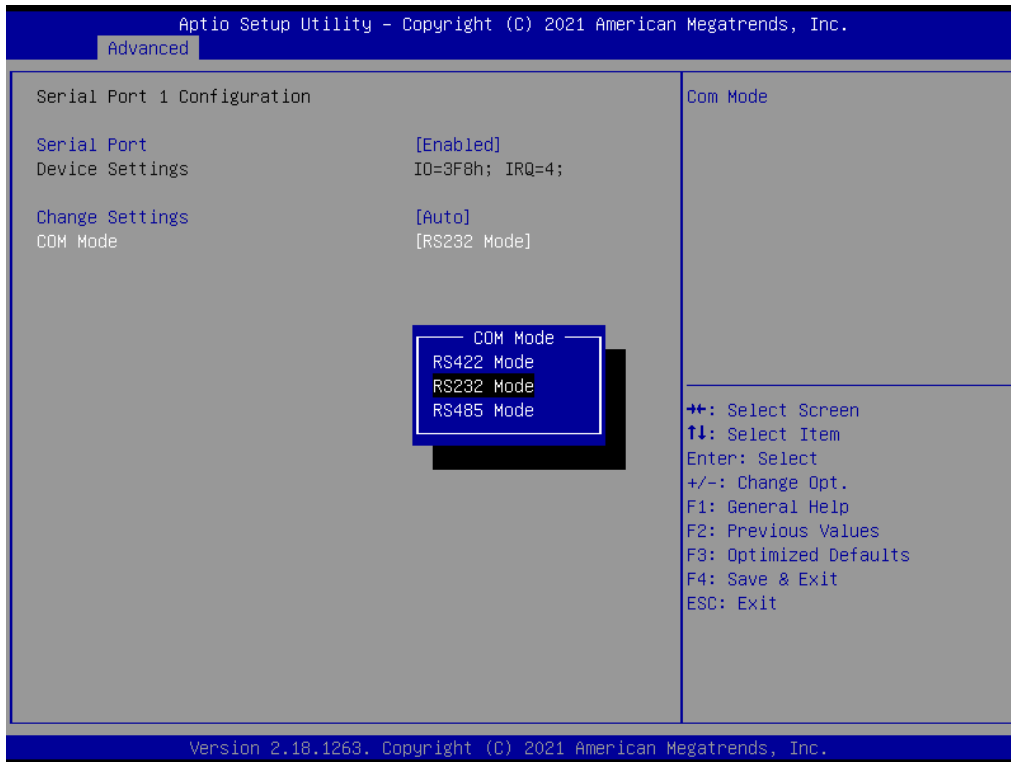 Aptio Setup Utility – Copyright (C) 2021 American Megatrends, Inc.
Advanced
Serial Port 1 Configuration
Serial Port [Enabled]
Device Settings IO=3F8h; IRQ=4;
Change Settings [Auto]
COM Mode [RS232 Mode]
COM Mode
RS422 Mode
RS232 Mode
RS485 Mode
Com Mode
→←: Select Screen
↑↓: Select Item
Enter: Select
+/-: Change Opt.
F1: General Help
F2: Previous Values
F3: Optimized Defaults
F4: Save & Exit
ESC: Exit
Version 2.18.1263. Copyright (C) 2021 American Megatrends, Inc.